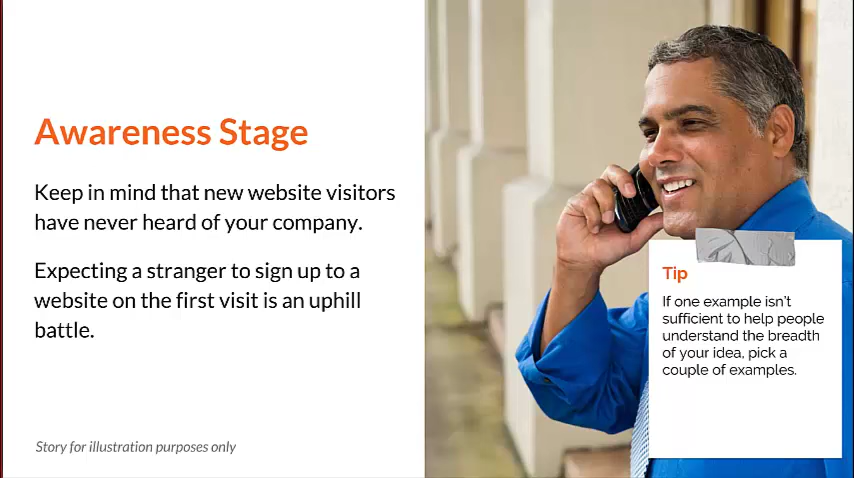 Awareness Stage
Keep in mind that new website visitors
have never heard of your company.
Expecting a stranger to sign up to a
website on the first visit is an uphill
battle.
Story for illustration purposes only
Tip
If one example isn't
sufficient to help people
understand the breadth
of your idea, pick a
couple of examples.